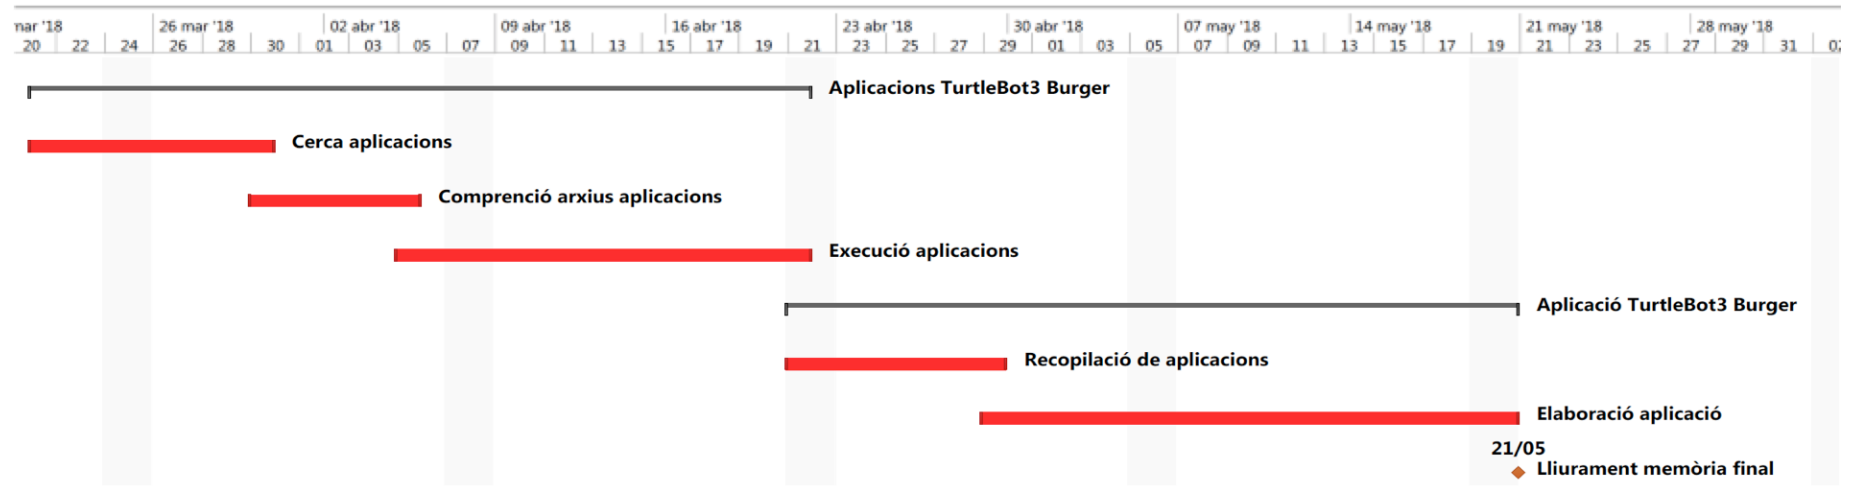 mar '18 26 mar '18 02 abr '18 09 abr '18 16 abr '18 23 abr '18 30 abr '18 07 may '18 14 may '18 21 may '18 28 may '18
20 22 24 26 28 30 01 03 05 07 09 11 13 15 17 19 21 23 25 27 29 01 03 05 07 09 11 13 15 17 19 21 23 25 27 29 31 02
Aplicacions TurtleBot3 Burger
Cerca aplicacions
Comprenció arxius aplicacions
Execució aplicacions
Aplicació TurtleBot3 Burger
Recopilació de aplicacions
Elaboració aplicació
21/05
Lliurament memòria final